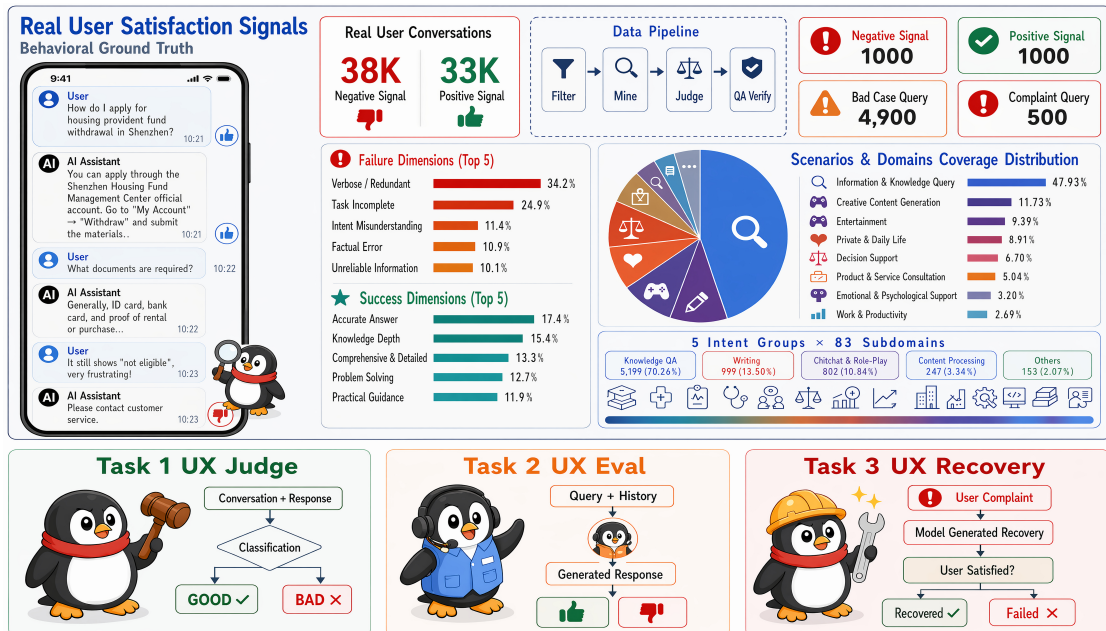 Real User Satisfaction Signals
Behavioral Ground Truth
9:41
User
How do I apply for
housing provident fund
withdrawal in Shenzhen?
10:21
AI
AI Assistant
You can apply through the
Shenzhen Housing Fund
Management Center official
account. Go to "My Account"
→ "Withdraw" and submit
the materials..
10:21
User
What documents are required?
10:22
AI
AI Assistant
Generally, ID card, bank
card, and proof of rental
or purchase...
10:22
User
It still shows "not eligible",
very frustrating!
10:23
AI
AI Assistant
Please contact customer
service.
10:23
Real User Conversations
38K
Negative Signal
33K
Positive Signal
Data Pipeline
Filter
Mine
Judge
QA Verify
Negative Signal
1000
Positive Signal
1000
Bad Case Query
4,900
Complaint Query
500
Failure Dimensions (Top 5)
Verbose / Redundant 34.2%
Task Incomplete 24.9%
Intent Misunderstanding 11.4%
Factual Error 10.9%
Unreliable Information 10.1%
Success Dimensions (Top 5)
Accurate Answer 17.4%
Knowledge Depth 15.4%
Comprehensive & Detailed 13.3%
Problem Solving 12.7%
Practical Guidance 11.9%
Scenarios & Domains Coverage Distribution
Information & Knowledge Query 47.93%
Creative Content Generation 11.73%
Entertainment 9.39%
Private & Daily Life 8.91%
Decision Support 6.70%
Product & Service Consultation 5.04%
Emotional & Psychological Support 3.20%
Work & Productivity 2.69%
5 Intent Groups × 83 Subdomains
Knowledge QA
5,199 (70.26%)
Writing
999 (13.50%)
Chitchat & Role-Play
802 (10.84%)
Content Processing
247 (3.34%)
Others
153 (2.07%)
Task 1 UX Judge
Conversation + Response
Classification
GOOD ✓
BAD ✕
Task 2 UX Eval
Query + History
Generated Response
Task 3 UX Recovery
User Complaint
Model Generated Recovery
User Satisfied?
Recovered ✓
Failed ✕